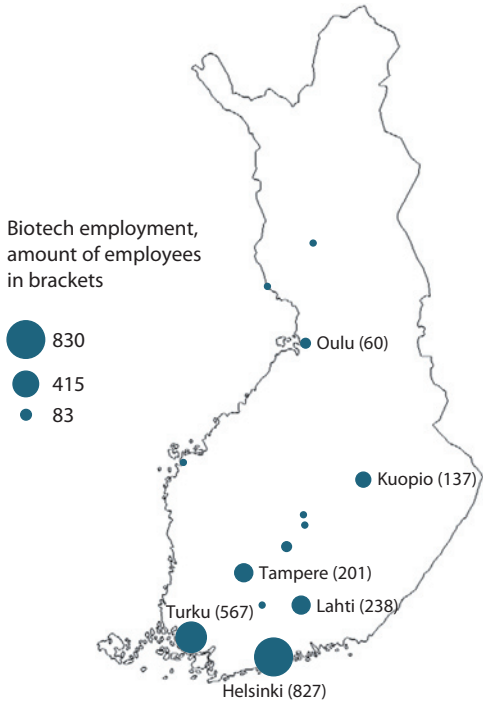 Biotech employment,
amount of employees
in brackets
830
415
83
Oulu (60)
Kuopio (137)
Tampere (201)
Turku (567)
Lahti (238)
Helsinki (827)